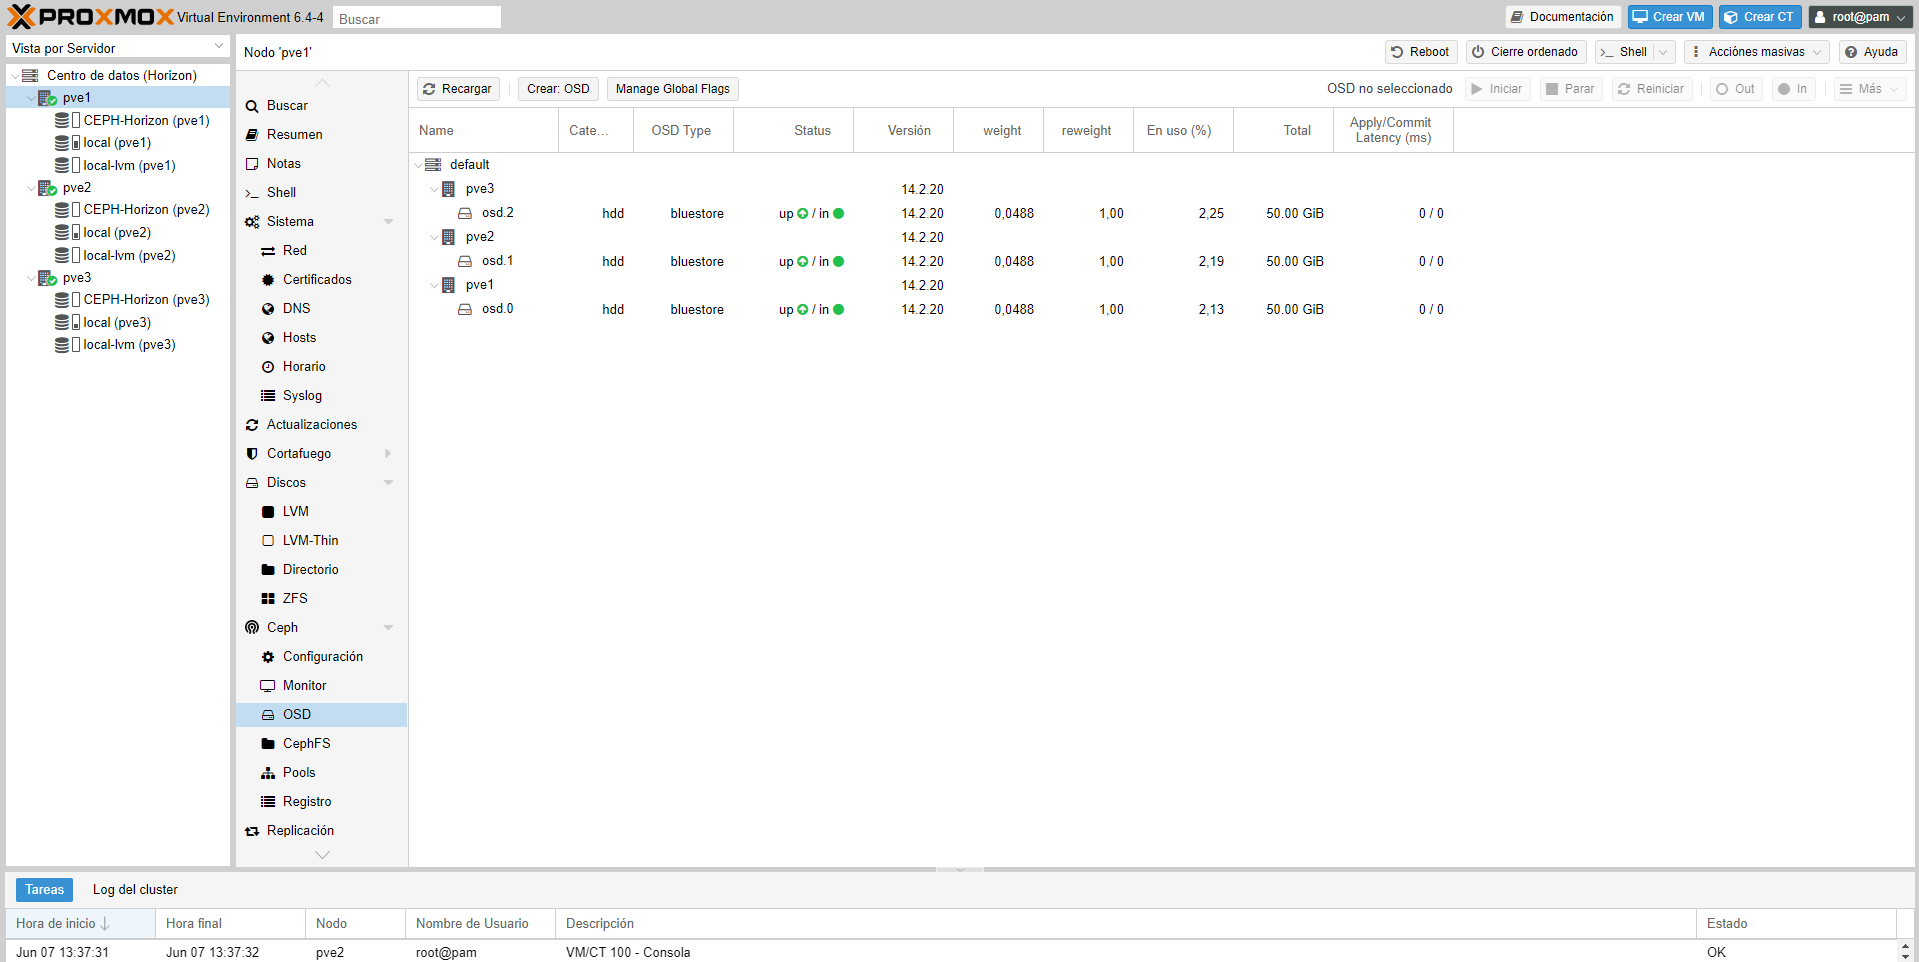 PROXMOX Virtual Environment 6.4-4 Buscar Documentación Crear VM Crear CT root@pam
Vista por Servidor
Centro de datos (Horizon)
pve1
CEPH-Horizon (pve1)
local (pve1)
local-lvm (pve1)
pve2
CEPH-Horizon (pve2)
local (pve2)
local-lvm (pve2)
pve3
CEPH-Horizon (pve3)
local (pve3)
local-lvm (pve3)
Nodo 'pve1' Reboot Cierre ordenado Shell Acciónes masivas Ayuda
Buscar
Resumen
Notas
Shell
Sistema
Red
Certificados
DNS
Hosts
Horario
Syslog
Actualizaciones
Cortafuego
Discos
LVM
LVM-Thin
Directorio
ZFS
Ceph
Configuración
Monitor
OSD
CephFS
Pools
Registro
Replicación
Recargar Crear: OSD Manage Global Flags OSD no seleccionado Iniciar Parar Reiniciar Out In Más
Name Cate... OSD Type Status Versión weight reweight En uso (%) Total Apply/Commit
Latency (ms)
default
pve3 14.2.20
osd.2 hdd bluestore up / in 14.2.20 0,0488 1,00 2,25 50.00 GiB 0 / 0
pve2 14.2.20
osd.1 hdd bluestore up / in 14.2.20 0,0488 1,00 2,19 50.00 GiB 0 / 0
pve1 14.2.20
osd.0 hdd bluestore up / in 14.2.20 0,0488 1,00 2,13 50.00 GiB 0 / 0
Tareas Log del cluster
Hora de inicio Hora final Nodo Nombre de Usuario Descripción Estado
Jun 07 13:37:31 Jun 07 13:37:32 pve2 root@pam VM/CT 100 - Consola OK